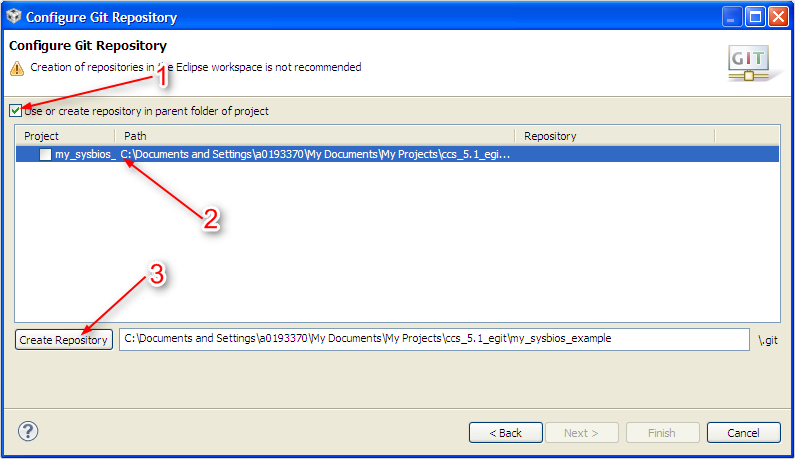 Configure Git Repository
Configure Git Repository
Creation of repositories in the Eclipse workspace is not recommended
GIT
1
Use or create repository in parent folder of project
Project Path Repository
my_sysbios_ C:\Documents and Settings\a0193370\My Documents\My Projects\ccs_5.1_egi...
2
3
Create Repository C:\Documents and Settings\a0193370\My Documents\My Projects\ccs_5.1_egit\my_sysbios_example \.git
? < Back Next > Finish Cancel